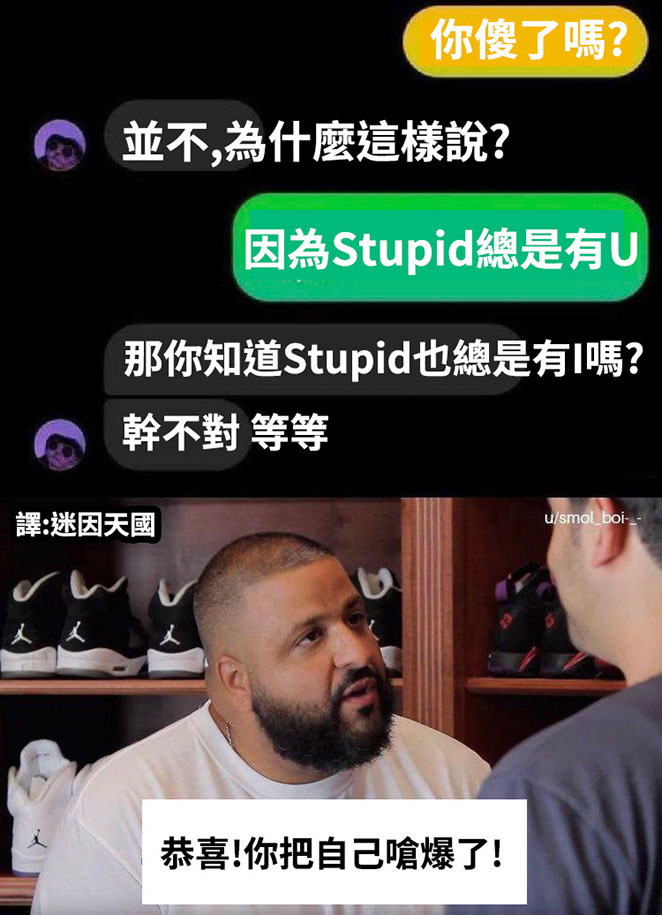 你傻了嗎?
並不,為什麼這樣說?
因為Stupid總是有U
那你知道Stupid也總是有I嗎?
幹不對 等等
譯:迷因天國
u/smol_boi-_-
恭喜!你把自己嗆爆了!